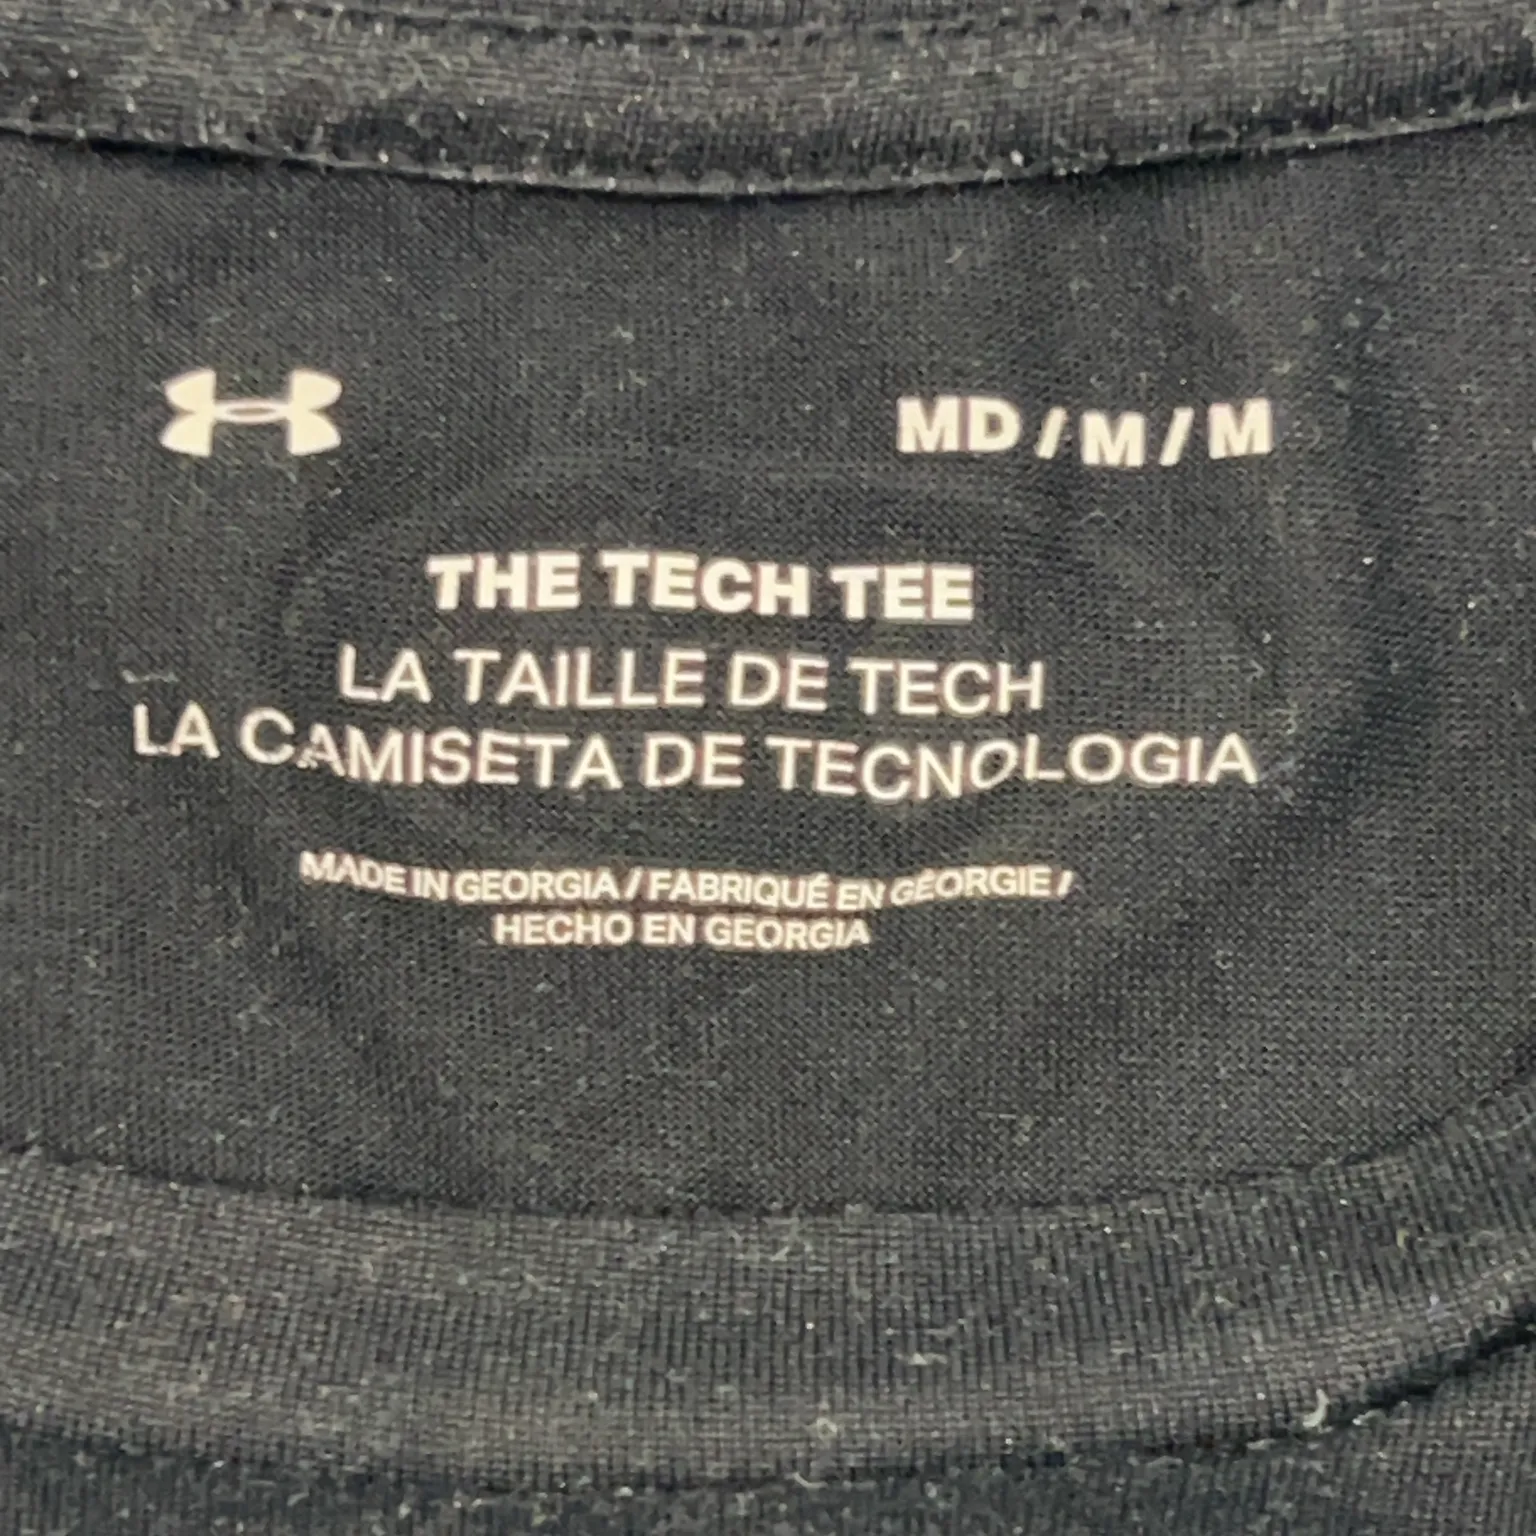 MD / M / M
THE TECH TEE
LA TAILLE DE TECH
LA CAMISETA DE TECNOLOGIA
MADE IN GEORGIA / FABRIQUÉ EN GÉORGIE /
HECHO EN GEORGIA